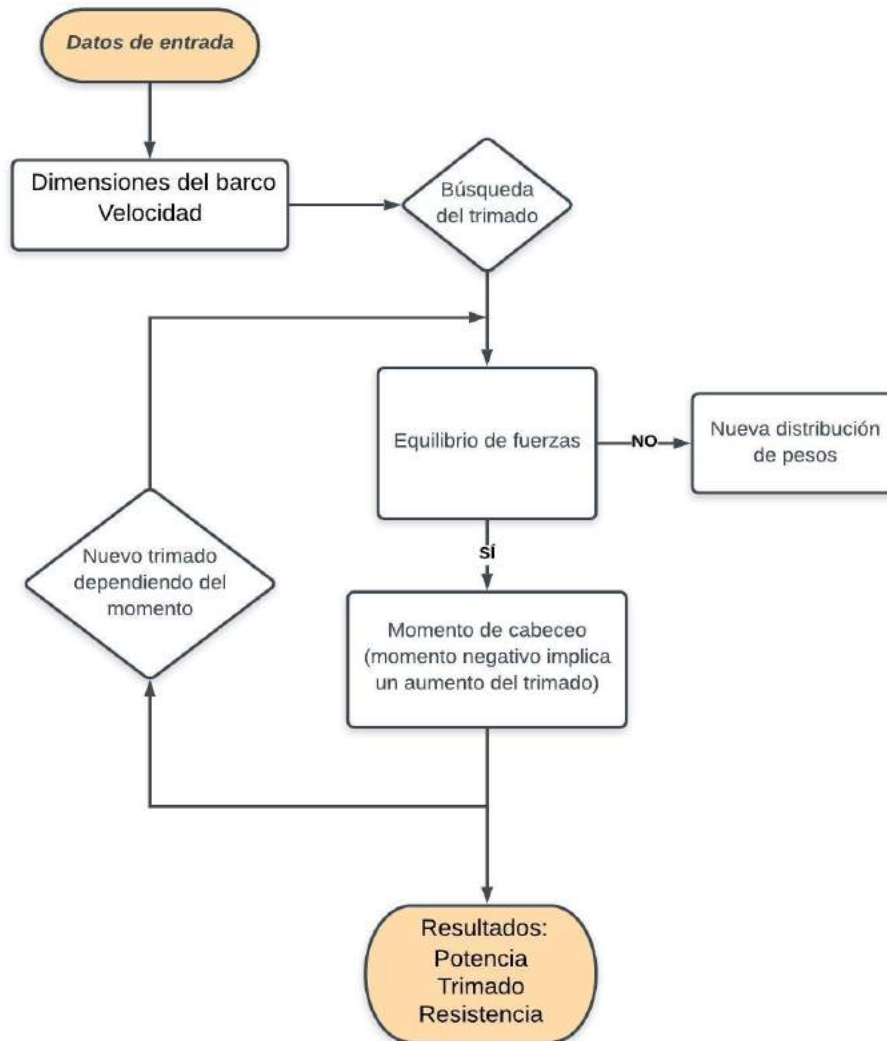 Datos de entrada
Dimensiones del barco
Velocidad
Búsqueda
del trimado
Equilibrio de fuerzas
NO
Nueva distribución
de pesos
SÍ
Nuevo trimado
dependiendo del
momento
Momento de cabeceo
(momento negativo implica
un aumento del trimado)
Resultados:
Potencia
Trimado
Resistencia